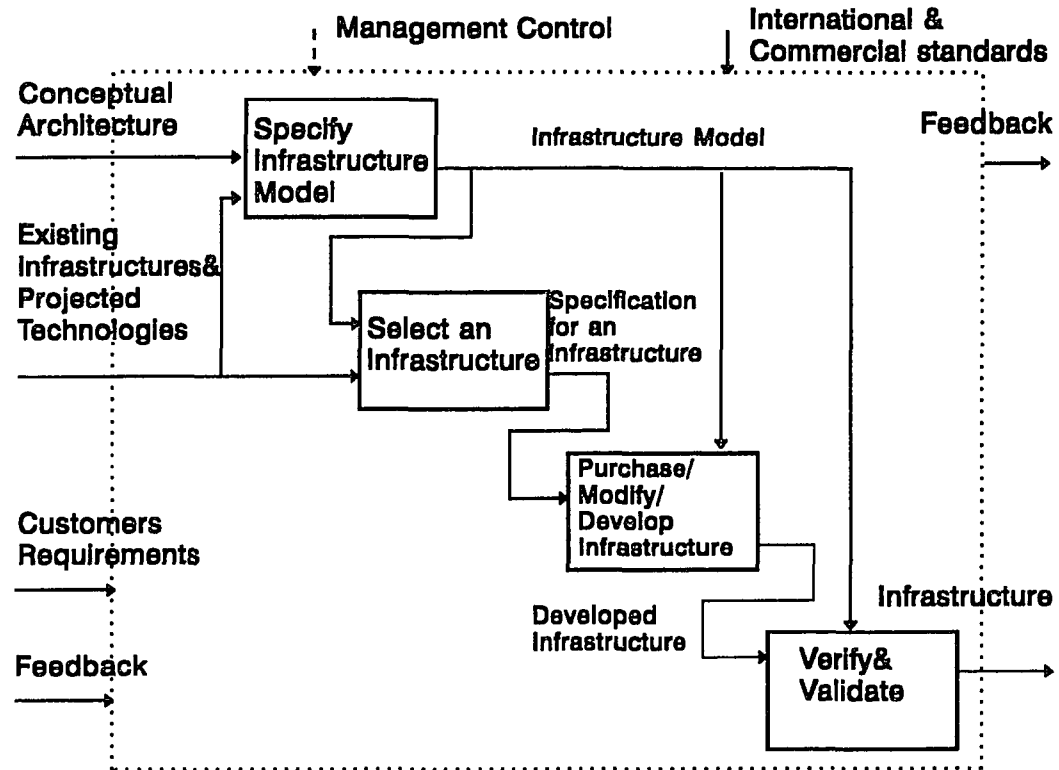 Management Control
International &
Commercial standards
Conceptual
Architecture
Specify
Infrastructure
Model
Infrastructure Model
Feedback
Existing
Infrastructures&
Projected
Technologies
Select an
Infrastructure
Specification
for an
Infrastructure
Purchase/
Modify/
Develop
Infrastructure
Customers
Requirements
Developed
Infrastructure
Infrastructure
Feedback
Verify&
Validate